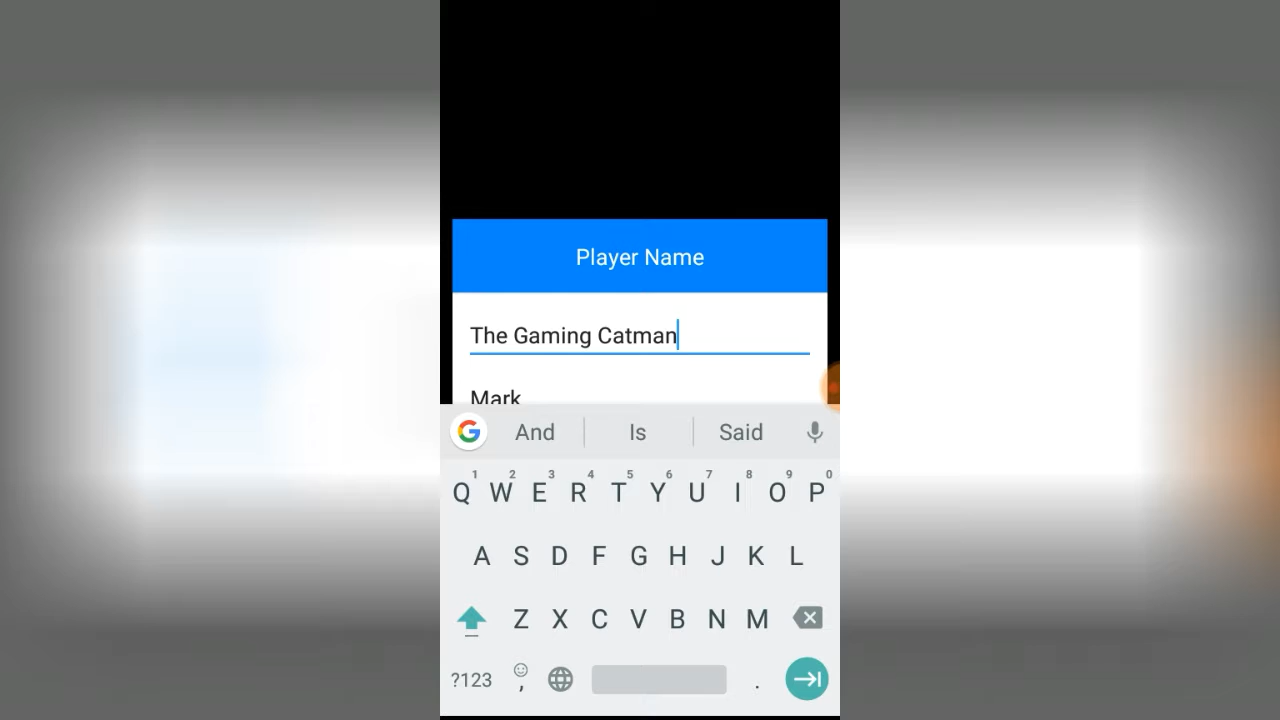 Player Name
The Gaming Catman
Mark
And Is Said
1 2 3 4 5 6 7 8 9 0
Q W E R T Y U I O P
A S D F G H J K L
Z X C V B N M
?123 , .